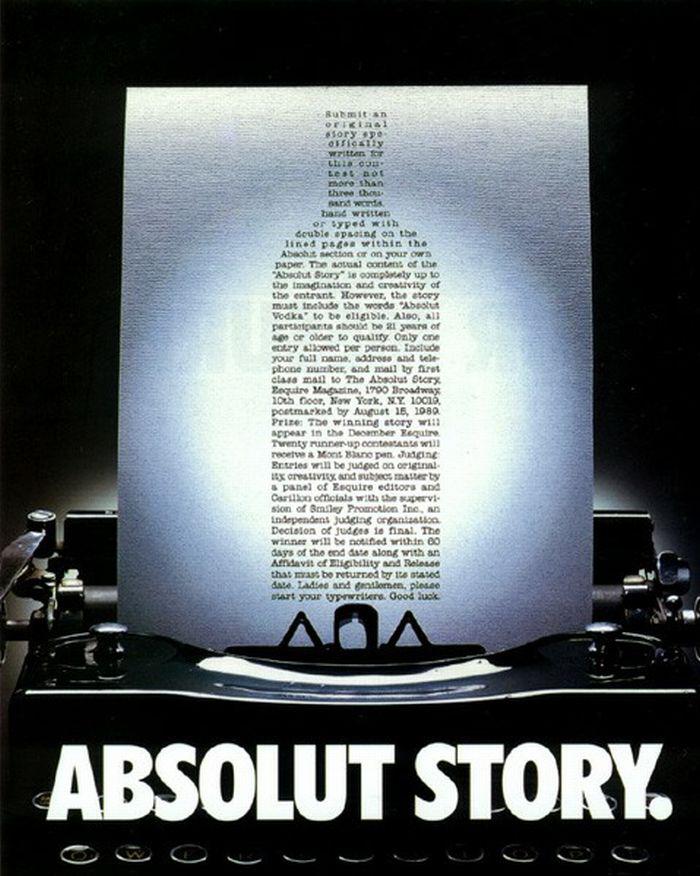 Submit an
original
story spe-
cifically
written for
this con-
test not
more than
three thou-
sand words,
hand written
or typed with
double spacing on the
lined pages within the
Absolut section or on your own
paper. The actual content of the
"Absolut Story" is completely up to
the imagination and creativity of
the entrant. However, the story
must include the words "Absolut
Vodka" to be eligible. Also, all
participants should be 21 years of
age or older to qualify. Only one
entry allowed per person. Include
your full name, address and tele-
phone number, and mail by first
class mail to The Absolut Story,
Esquire Magazine, 1790 Broadway,
10th floor, New York, N.Y. 10019,
postmarked by August 15, 1989.
Prize: The winning story will
appear in the December Esquire.
Twenty runner-up contestants will
receive a Mont Blanc pen. Judging:
Entries will be judged on original-
ity, creativity, and subject matter by
a panel of Esquire editors and
Carillon officials with the supervi-
sion of Smiley Promotion Inc., an
independent judging organization.
Decision of judges is final. The
winner will be notified within 60
days of the end date along with an
Affidavit of Eligibility and Release
that must be returned by its stated
date. Ladies and gentlemen, please
start your typewriters. Good luck.
ABSOLUT STORY.